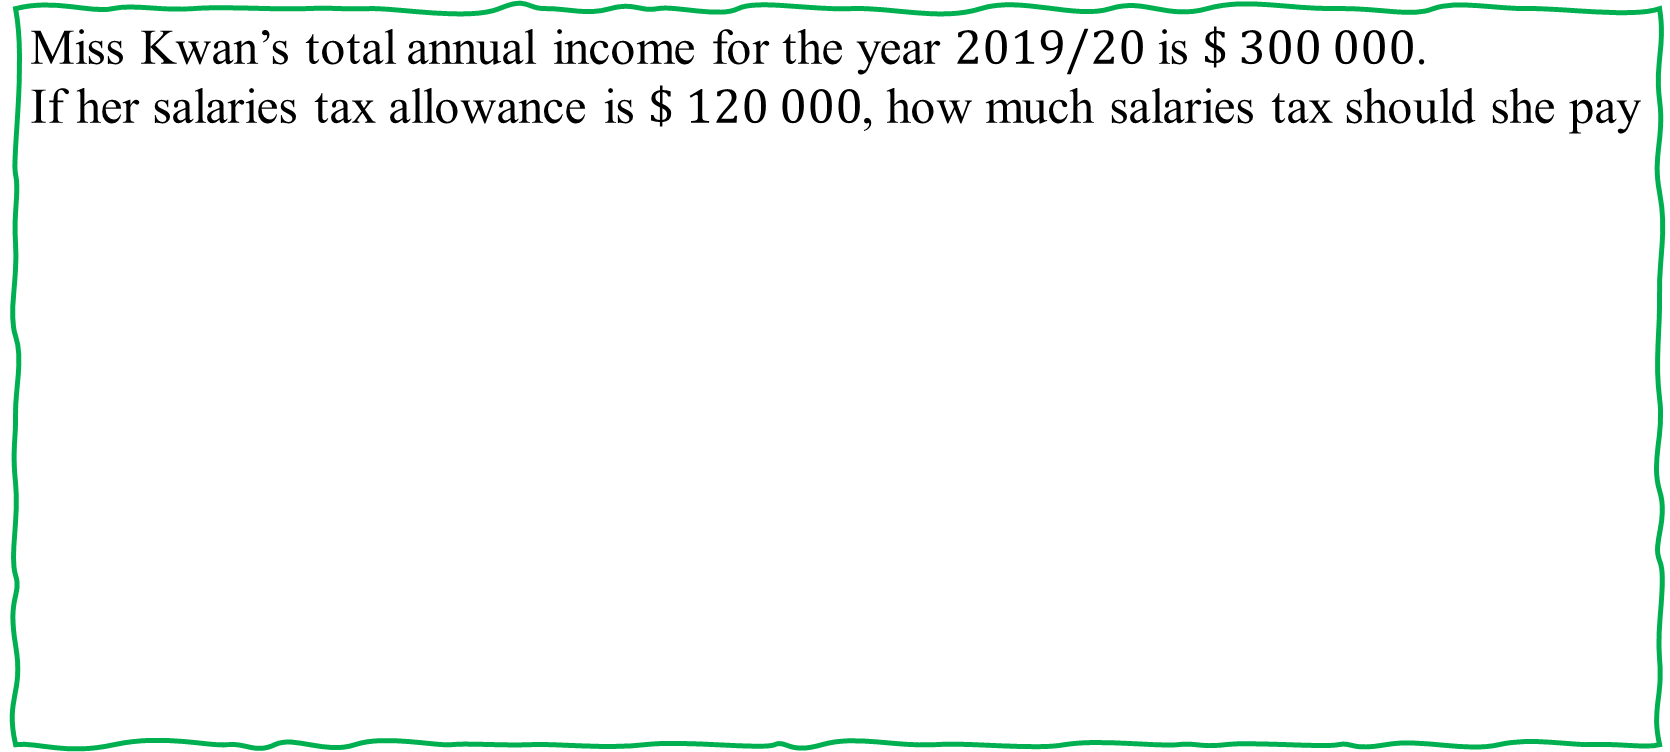 Miss Kwan’s total annual income for the year 2019/20 is $ 300 000.
If her salaries tax allowance is $ 120 000, how much salaries tax should she pay